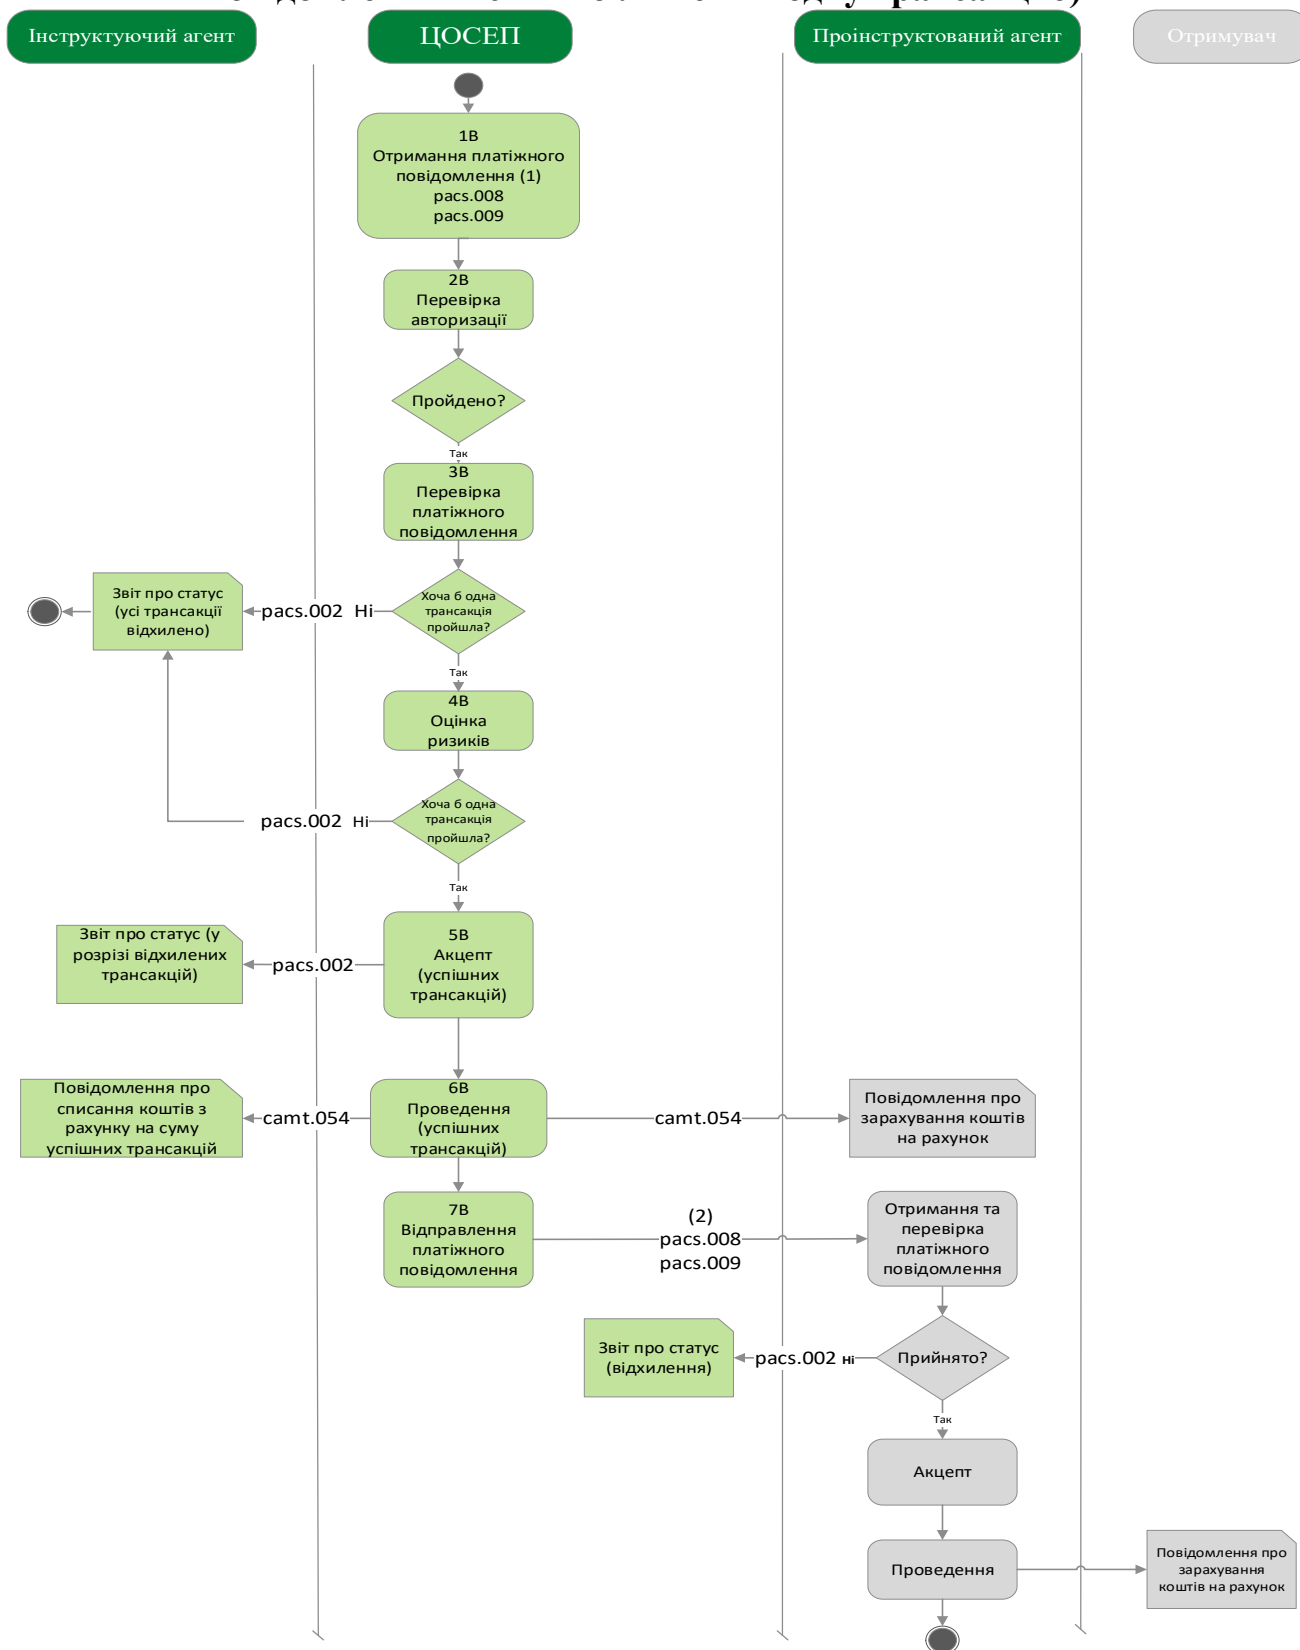 Інструктуючий агент
ЦОСЕП
Проінструктований агент
Отримувач
1В
Отримання платіжного
повідомлення (1)
pacs.008
pacs.009
2В
Перевірка
авторизації
Пройдено?
Так
3В
Перевірка
платіжного
повідомлення
Звіт про статус
(усі трансакції
відхилено)
pacs.002 Ні
Хоча б одна
трансакція
пройшла?
Так
4В
Оцінка
ризиків
pacs.002 Ні
Хоча б одна
трансакція
пройшла?
Так
Звіт про статус (у
розрізі відхилених
трансакцій)
pacs.002
5В
Акцепт
(успішних
трансакцій)
Повідомлення про
списання коштів з
рахунку на суму
успішних трансакцій
camt.054
6В
Проведення
(успішних
трансакцій)
camt.054
Повідомлення про
зарахування коштів
на рахунок
7В
Відправлення
платіжного
повідомлення
(2)
pacs.008
pacs.009
Отримання та
перевірка
платіжного
повідомлення
Звіт про статус
(відхилення)
pacs.002 Ні
Прийнято?
Так
Акцепт
Проведення
Повідомлення про
зарахування
коштів на рахунок